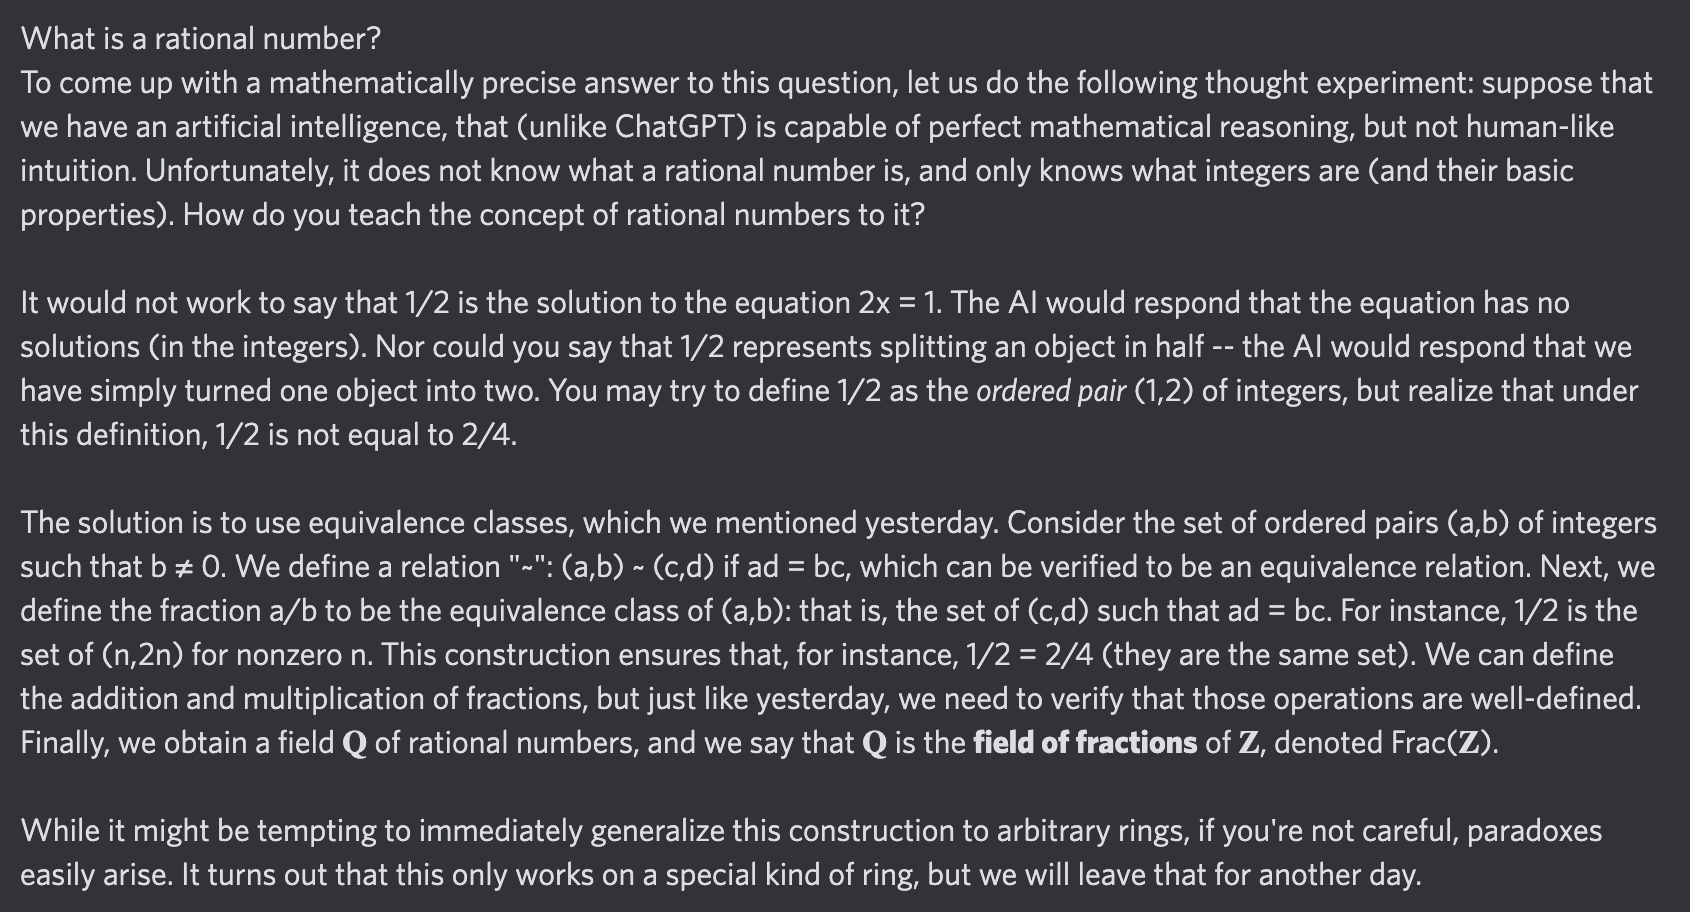 What is a rational number?
To come up with a mathematically precise answer to this question, let us do the following thought experiment: suppose that
we have an artificial intelligence, that (unlike ChatGPT) is capable of perfect mathematical reasoning, but not human-like
intuition. Unfortunately, it does not know what a rational number is, and only knows what integers are (and their basic
properties). How do you teach the concept of rational numbers to it?

It would not work to say that 1/2 is the solution to the equation 2x = 1. The AI would respond that the equation has no
solutions (in the integers). Nor could you say that 1/2 represents splitting an object in half -- the AI would respond that we
have simply turned one object into two. You may try to define 1/2 as the ordered pair (1,2) of integers, but realize that under
this definition, 1/2 is not equal to 2/4.

The solution is to use equivalence classes, which we mentioned yesterday. Consider the set of ordered pairs (a,b) of integers
such that b ≠ 0. We define a relation "~": (a,b) ~ (c,d) if ad = bc, which can be verified to be an equivalence relation. Next, we
define the fraction a/b to be the equivalence class of (a,b): that is, the set of (c,d) such that ad = bc. For instance, 1/2 is the
set of (n,2n) for nonzero n. This construction ensures that, for instance, 1/2 = 2/4 (they are the same set). We can define
the addition and multiplication of fractions, but just like yesterday, we need to verify that those operations are well-defined.
Finally, we obtain a field 𝐐 of rational numbers, and we say that 𝐐 is the field of fractions of 𝐙, denoted Frac(𝐙).

While it might be tempting to immediately generalize this construction to arbitrary rings, if you're not careful, paradoxes
easily arise. It turns out that this only works on a special kind of ring, but we will leave that for another day.